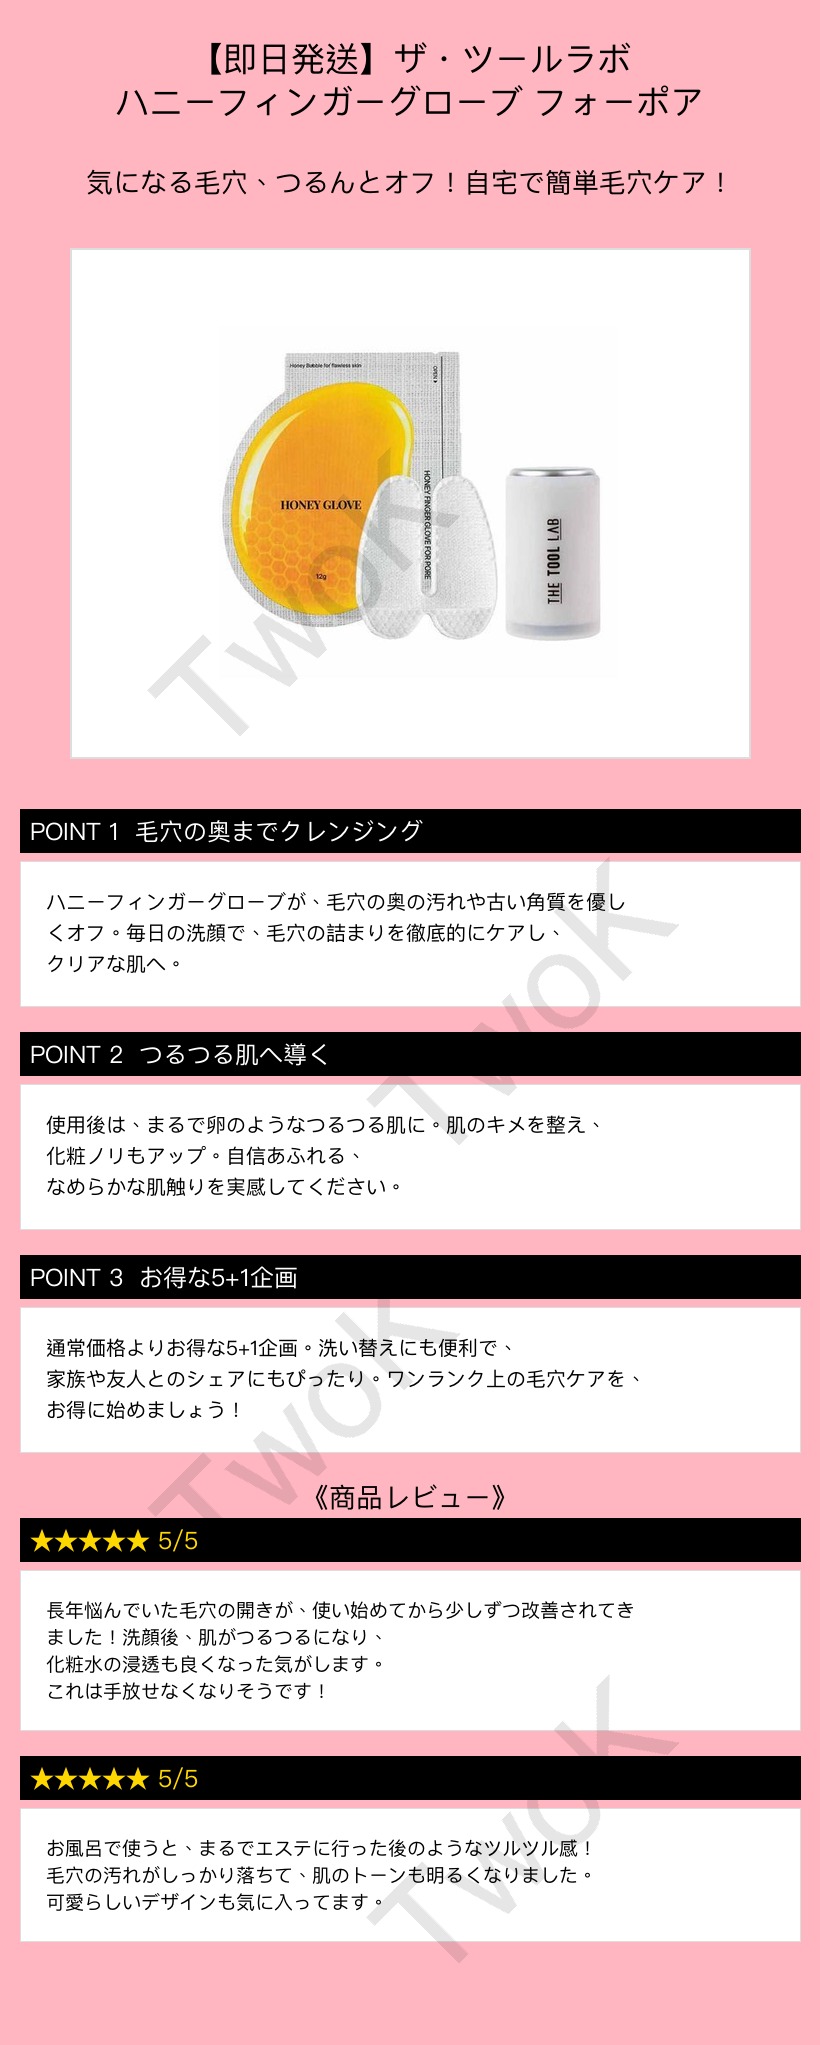 【即日発送】ザ・ツールラボ
ハニーフィンガーグローブ フォーポア
気になる毛穴、つるんとオフ！自宅で簡単毛穴ケア！
Honey Bubble for flawless skin
OPEN
HONEY GLOVE
12g
HONEY FINGER GLOVE FOR PORE
THE TOOL LAB
TwoK
POINT 1 毛穴の奥までクレンジング
ハニーフィンガーグローブが、毛穴の奥の汚れや古い角質を優し
くオフ。毎日の洗顔で、毛穴の詰まりを徹底的にケアし、
クリアな肌へ。
TwoK
POINT 2 つるつる肌へ導く
使用後は、まるで卵のようなつるつる肌に。肌のキメを整え、
化粧ノリもアップ。自信あふれる、
なめらかな肌触りを実感してください。
POINT 3 お得な5+1企画
通常価格よりお得な5+1企画。洗い替えにも便利で、
家族や友人とのシェアにもぴったり。ワンランク上の毛穴ケアを、
お得に始めましょう！
TwoK
《商品レビュー》
★★★★★ 5/5
長年悩んでいた毛穴の開きが、使い始めてから少しずつ改善されてき
ました！洗顔後、肌がつるつるになり、
化粧水の浸透も良くなった気がします。
これは手放せなくなりそうです！
★★★★★ 5/5
お風呂で使うと、まるでエステに行った後のようなツルツル感！
毛穴の汚れがしっかり落ちて、肌のトーンも明るくなりました。
可愛らしいデザインも気に入ってます。
TwoK